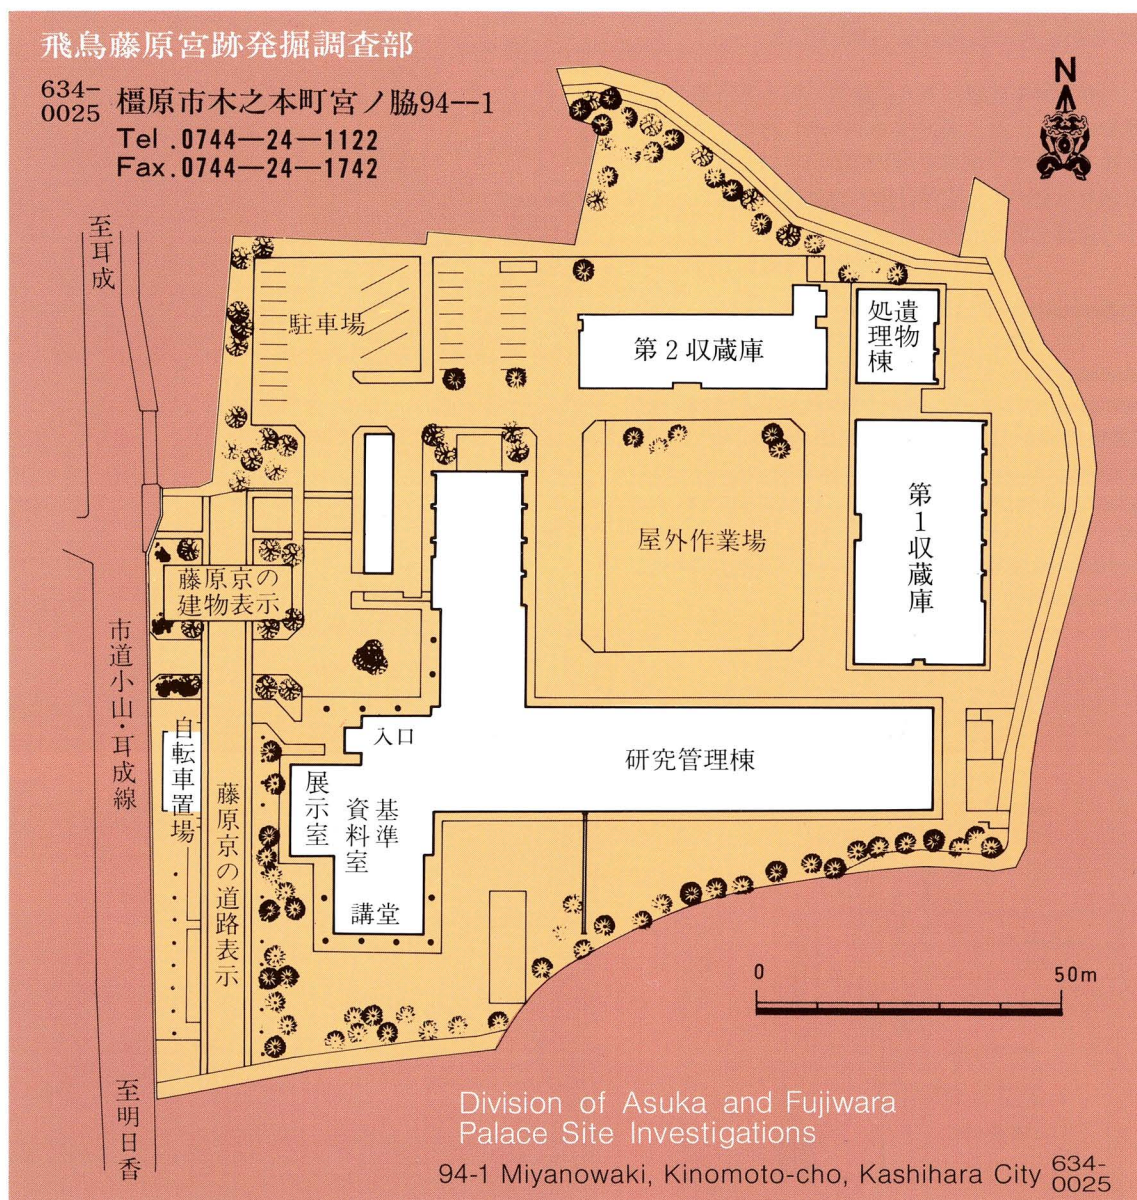 飛鳥藤原宮跡発掘調査部
634-
0025
橿原市木之本町宮ノ脇94--1
Tel .0744—24—1122
Fax.0744—24—1742
N
至耳成
駐車場
第2収蔵庫
遺物
処理棟
第1収蔵庫
屋外作業場
藤原京の
建物表示
市道小山・耳成線
自転車置場
藤原京の道路表示
入口
研究管理棟
展示室
基準
資料室
講堂
0
50m
至明日香
Division of Asuka and Fujiwara
Palace Site Investigations
94-1 Miyanowaki, Kinomoto-cho, Kashihara City
634-
0025